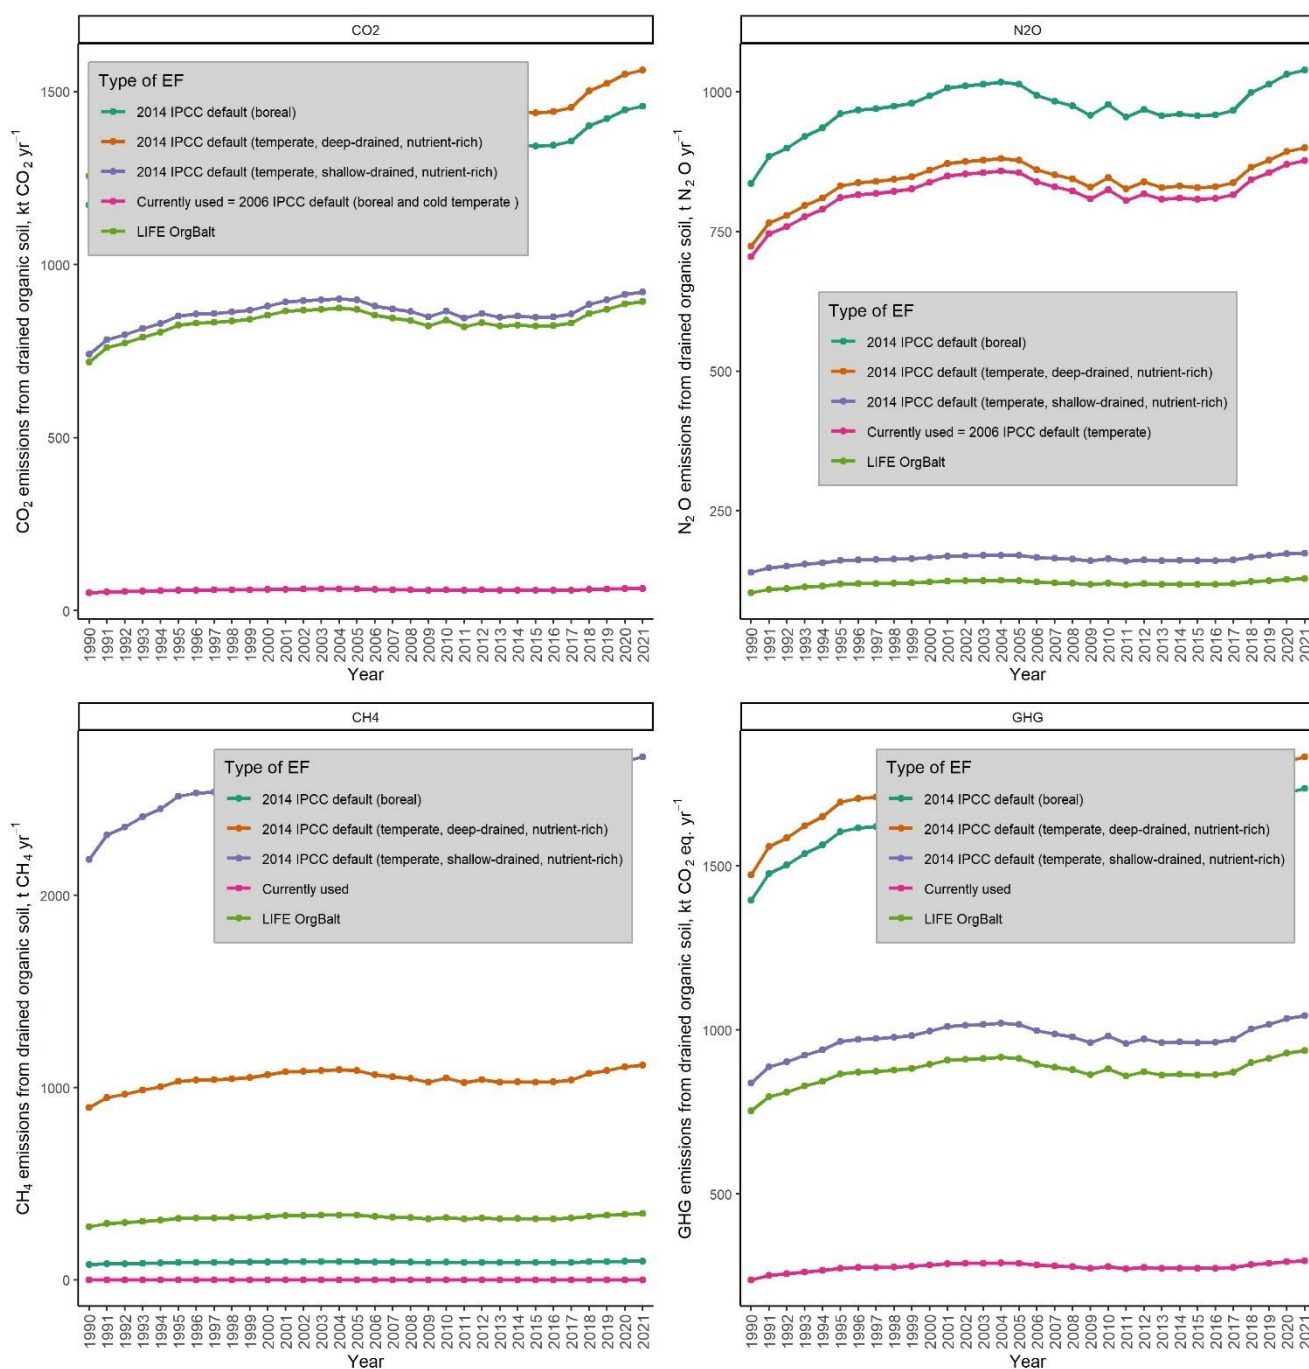 CO2
CO₂ emissions from drained organic soil, kt CO₂ yr⁻¹
1500
1000
500
0
Type of EF
2014 IPCC default (boreal)
2014 IPCC default (temperate, deep-drained, nutrient-rich)
2014 IPCC default (temperate, shallow-drained, nutrient-rich)
Currently used = 2006 IPCC default (boreal and cold temperate )
LIFE OrgBalt
1990 1991 1992 1993 1994 1995 1996 1997 1998 1999 2000 2001 2002 2003 2004 2005 2006 2007 2008 2009 2010 2011 2012 2013 2014 2015 2016 2017 2018 2019 2020 2021
Year
N2O
N₂ O emissions from drained organic soil, t N₂ O yr⁻¹
1000
750
500
250
Type of EF
2014 IPCC default (boreal)
2014 IPCC default (temperate, deep-drained, nutrient-rich)
2014 IPCC default (temperate, shallow-drained, nutrient-rich)
Currently used = 2006 IPCC default (temperate)
LIFE OrgBalt
1990 1991 1992 1993 1994 1995 1996 1997 1998 1999 2000 2001 2002 2003 2004 2005 2006 2007 2008 2009 2010 2011 2012 2013 2014 2015 2016 2017 2018 2019 2020 2021
Year
CH4
CH₄ emissions from drained organic soil, t CH₄ yr⁻¹
2000
1000
0
Type of EF
2014 IPCC default (boreal)
2014 IPCC default (temperate, deep-drained, nutrient-rich)
2014 IPCC default (temperate, shallow-drained, nutrient-rich)
Currently used
LIFE OrgBalt
1990 1991 1992 1993 1994 1995 1996 1997 1998 1999 2000 2001 2002 2003 2004 2005 2006 2007 2008 2009 2010 2011 2012 2013 2014 2015 2016 2017 2018 2019 2020 2021
Year
GHG
GHG emissions from drained organic soil, kt CO₂ eq. yr⁻¹
1500
1000
500
Type of EF
2014 IPCC default (boreal)
2014 IPCC default (temperate, deep-drained, nutrient-rich)
2014 IPCC default (temperate, shallow-drained, nutrient-rich)
Currently used
LIFE OrgBalt
1990 1991 1992 1993 1994 1995 1996 1997 1998 1999 2000 2001 2002 2003 2004 2005 2006 2007 2008 2009 2010 2011 2012 2013 2014 2015 2016 2017 2018 2019 2020 2021
Year